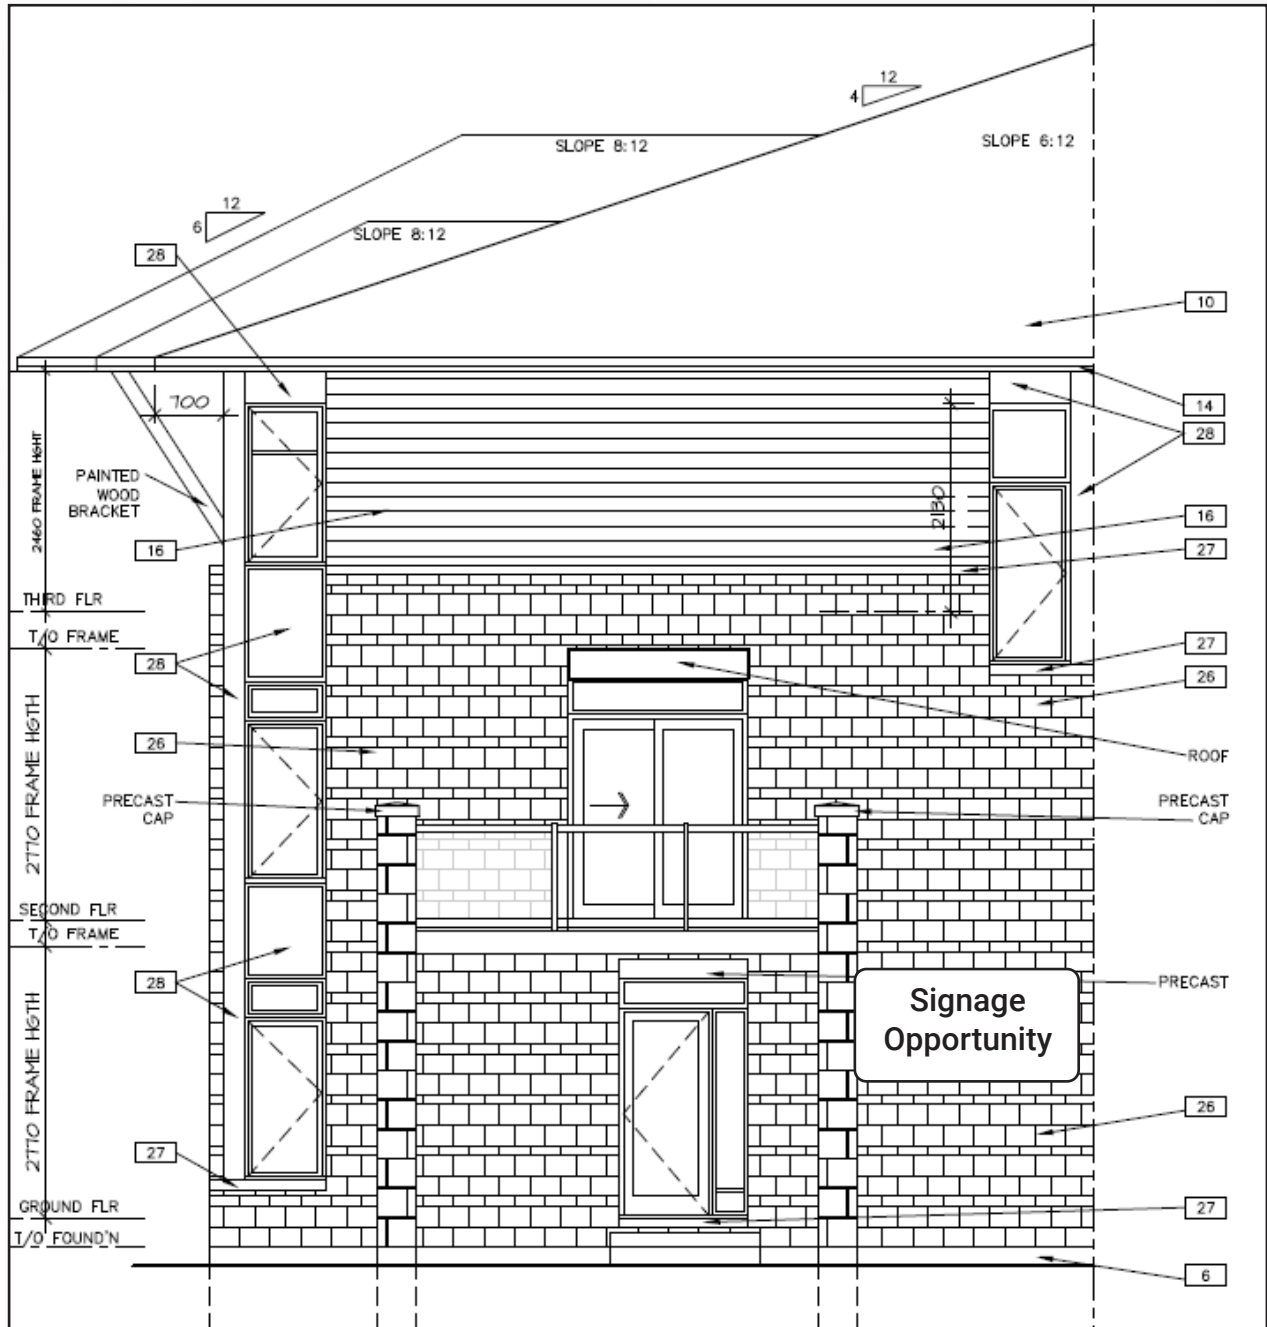 12
4
SLOPE 8:12
SLOPE 6:12
12
6
SLOPE 8:12
28
10
700
14
28
2460 FRAME HGHT
PAINTED
WOOD
BRACKET
2130
16
16
27
THIRD FLR
T/O FRAME
28
27
26
2770 FRAME HGTH
26
ROOF
PRECAST
CAP
PRECAST
CAP
SECOND FLR
T/O FRAME
28
PRECAST
Signage
Opportunity
2770 FRAME HGTH
26
27
GROUND FLR
27
T/O FOUND'N
6